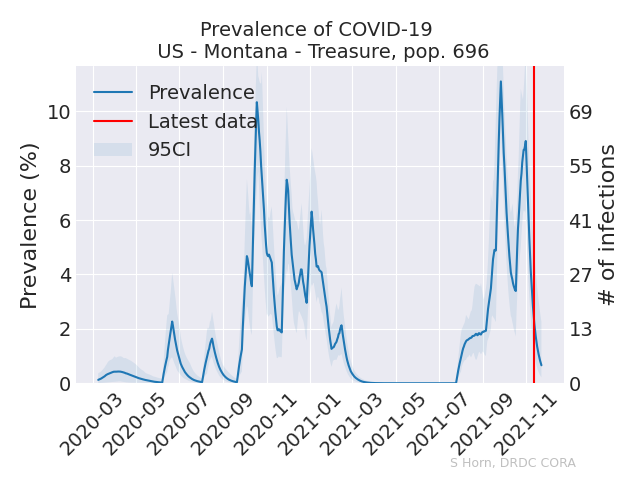 Prevalence of COVID-19
US - Montana - Treasure, pop. 696
Prevalence
Latest data
95CI
Prevalence (%)
10
8
6
4
2
0
69
55
41
27
13
0
# of infections
2020-03
2020-05
2020-07
2020-09
2020-11
2021-01
2021-03
2021-05
2021-07
2021-09
2021-11
S Horn, DRDC CORA